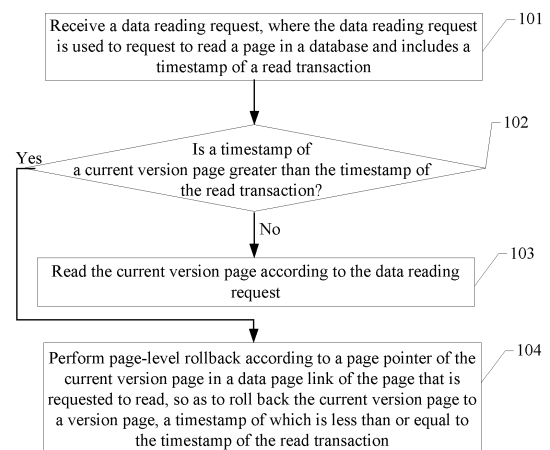 Receive a data reading request, where the data reading request
is used to request to read a page in a database and includes a
timestamp of a read transaction
101
102
Yes
Is a timestamp of
a current version page greater than the timestamp of
the read transaction?
No
103
Read the current version page according to the data reading
request
104
Perform page-level rollback according to a page pointer of the
current version page in a data page link of the page that is
requested to read, so as to roll back the current version page to
a version page, a timestamp of which is less than or equal to
the timestamp of the read transaction